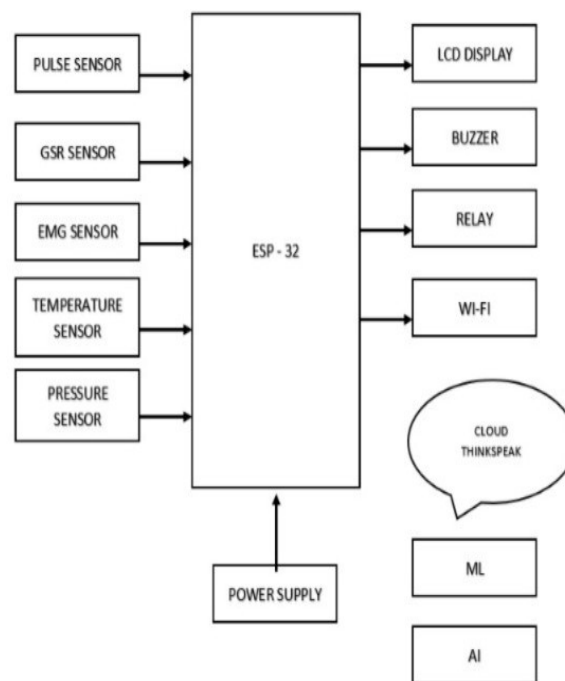 PULSE SENSOR
GSR SENSOR
EMG SENSOR
TEMPERATURE
SENSOR
PRESSURE
SENSOR
ESP - 32
POWER SUPPLY
LCD DISPLAY
BUZZER
RELAY
WI-FI
CLOUD
THINKSPEAK
ML
AI